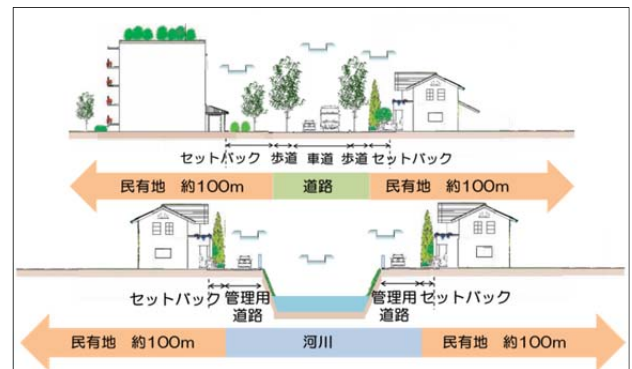 セットバック 歩道 車道 歩道 セットバック
民有地 約100m 道路 民有地 約100m
セットバック 管理用道路 管理用道路 セットバック
民有地 約100m 河川 民有地 約100m